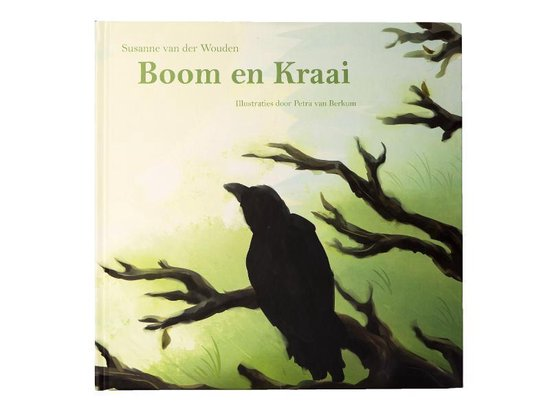 Susanne van der Wouden
Boom en Kraai
Illustraties door Petra van Berkum